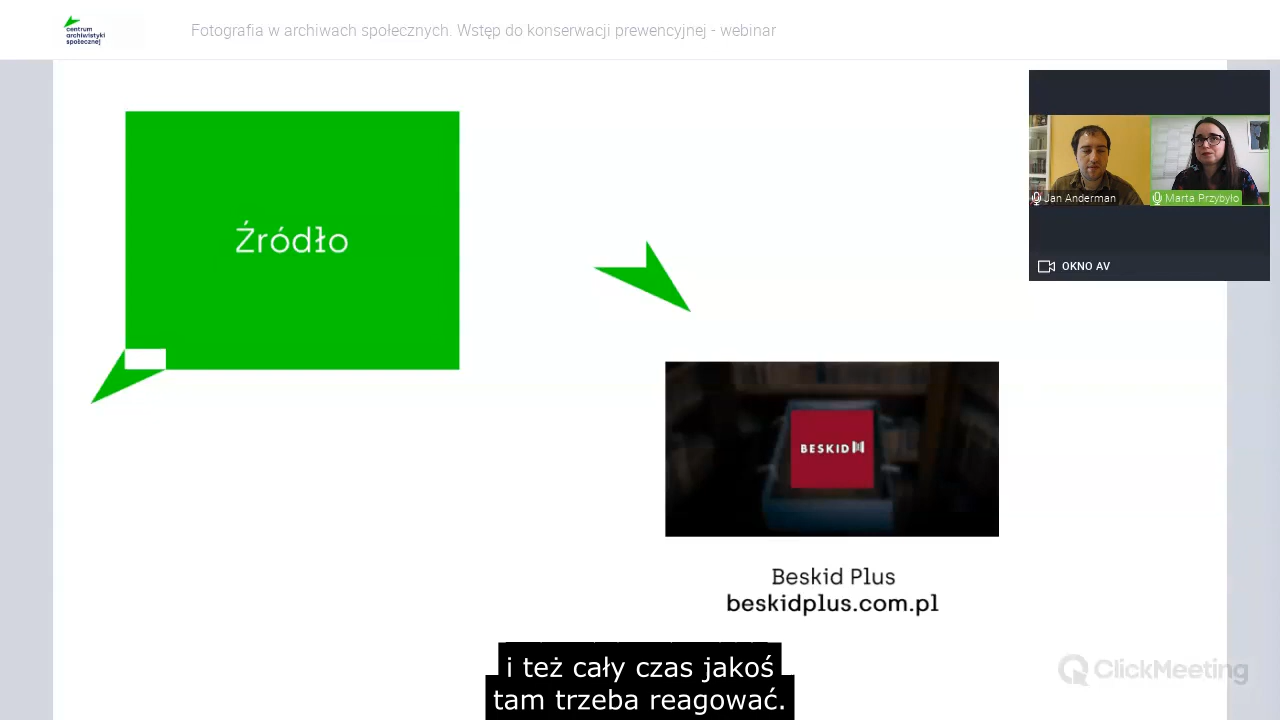 centrum
archiwistyki
społecznej
Fotografia w archiwach społecznych. Wstęp do konserwacji prewencyjnej - webinar
Źródło
Jan Anderman
Marta Przybyło
OKNO AV
BESKID
Beskid Plus
beskidplus.com.pl
i też cały czas jakoś
tam trzeba reagować.
ClickMeeting